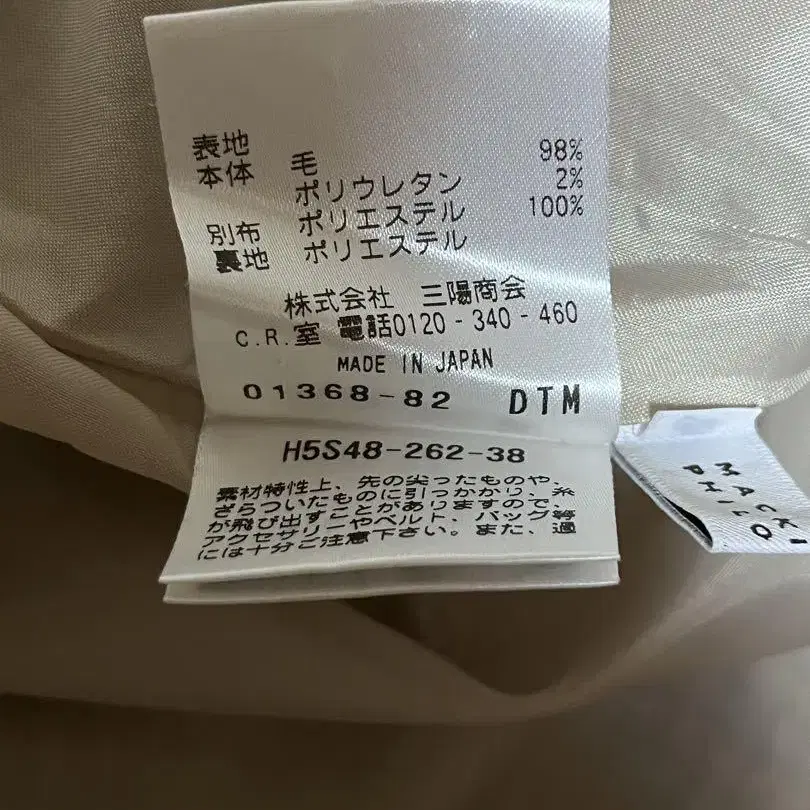 表地
本体 毛 98%
ポリウレタン 2%
別布 ポリエステル 100%
裏地 ポリエステル
株式会社 三陽商会
C.R.室 電話0120-340-460
MADE IN JAPAN
01368-82 DTM
H5S48-262-38
素材特性上、先の尖ったものや、
ざらついたものに引っかかり、糸
が飛び出すことがありますので、
アクセサリーやベルト、バッグ等
には十分ご注意下さい。また、過
MACKI
PHILO